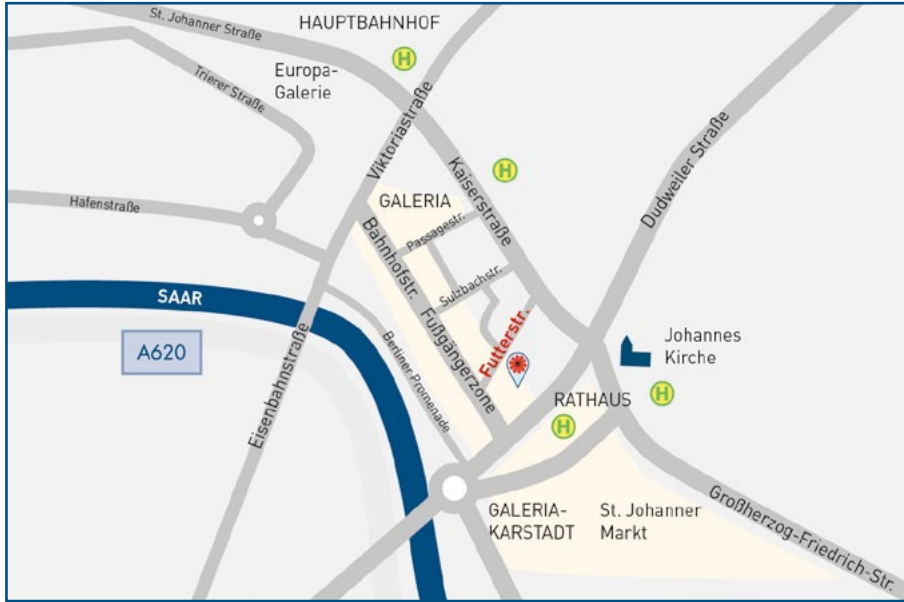 St. Johanner Straße
HAUPTBAHNHOF
H
Europa-
Galerie
Trierer Straße
Viktoriastraße
Kaiserstraße
H
Dudweiler Straße
Hafenstraße
GALERIA
Passagestr.
Bahnhofstr.
Fußgängerzone
Sulzbachstr.
Futterstr.
SAAR
A620
Eisenbahnstraße
Berliner Promenade
Johannes
Kirche
RATHAUS
H
H
GALERIA-
KARSTADT
St. Johanner
Markt
Großherzog-Friedrich-Str.